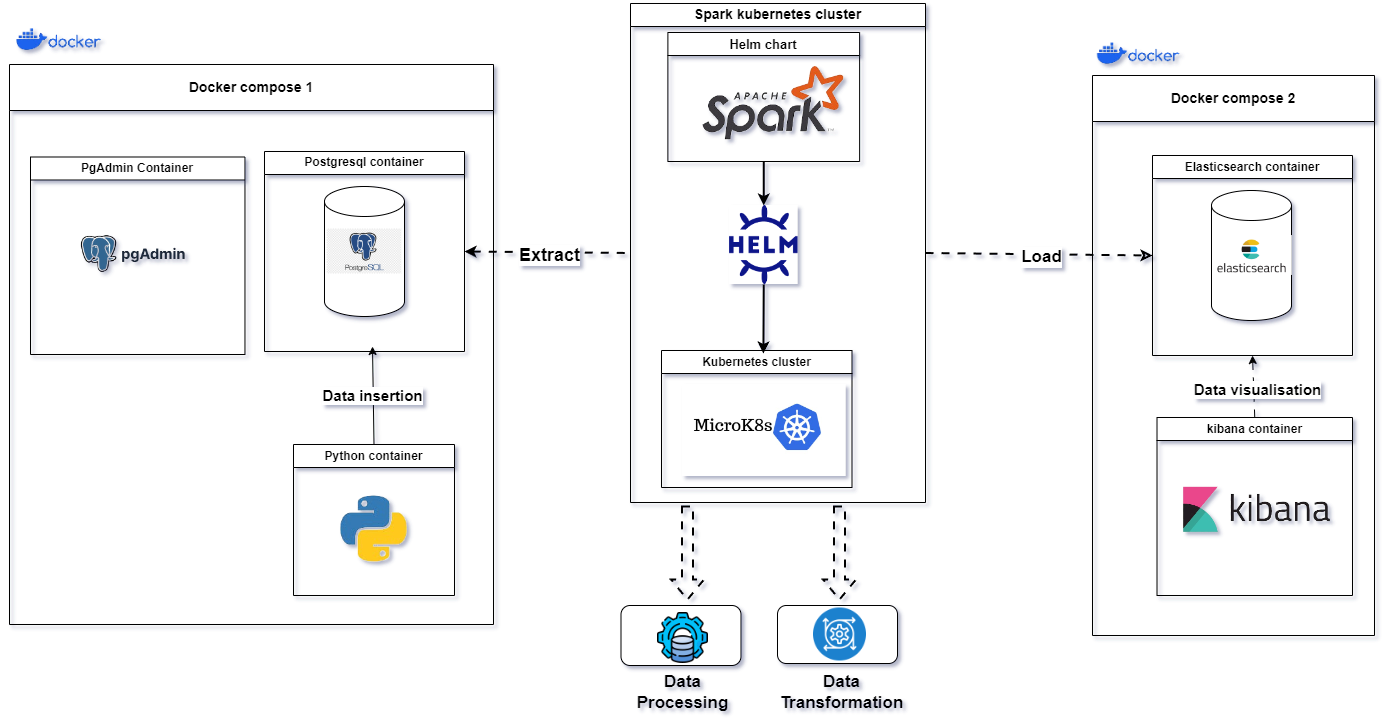 docker
Docker compose 1
PgAdmin Container
pgAdmin
Postgresql container
PostgreSQL
Data insertion
Python container
Extract
Spark kubernetes cluster
Helm chart
APACHE
Spark
HELM
Kubernetes cluster
MicroK8s
Data
Processing
Data
Transformation
Load
docker
Docker compose 2
Elasticsearch container
elasticsearch
Data visualisation
kibana container
kibana